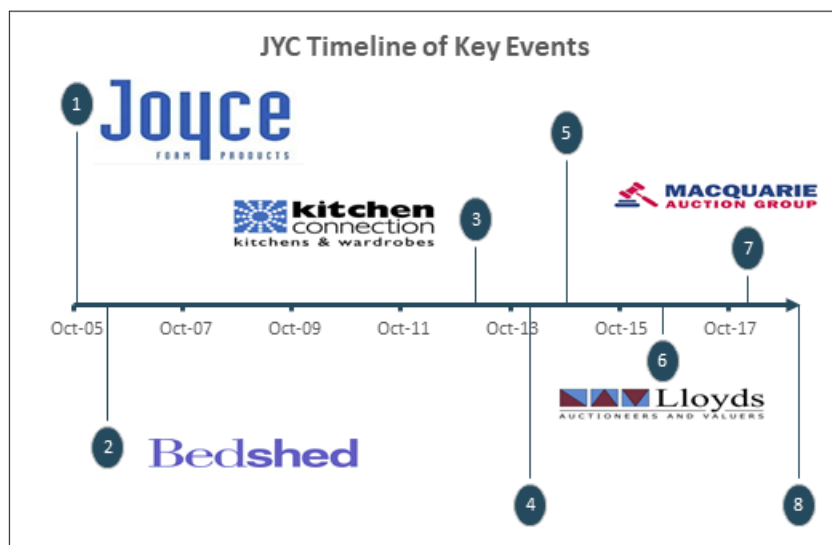 JYC Timeline of Key Events
1
Joyce
FOAM PRODUCTS
5
MACQUARIE
AUCTION GROUP
kitchen
connection
kitchens & wardrobes
3
7
Oct-05 Oct-07 Oct-09 Oct-11 Oct-13 Oct-15 Oct-17
6
Lloyds
AUCTIONEERS AND VALUERS
2
Bedshed
4
8